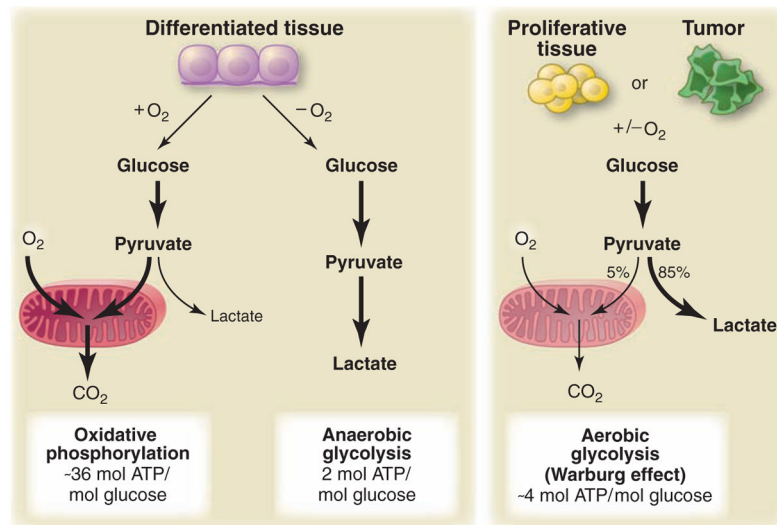 Differentiated tissue
+O₂
−O₂
Glucose
Glucose
O₂
Pyruvate
Pyruvate
Lactate
Lactate
CO₂
Oxidative
phosphorylation
~36 mol ATP/
mol glucose
Anaerobic
glycolysis
2 mol ATP/
mol glucose
Proliferative
tissue
or
Tumor
+/−O₂
Glucose
O₂
Pyruvate
5%
85%
Lactate
CO₂
Aerobic
glycolysis
(Warburg effect)
~4 mol ATP/mol glucose